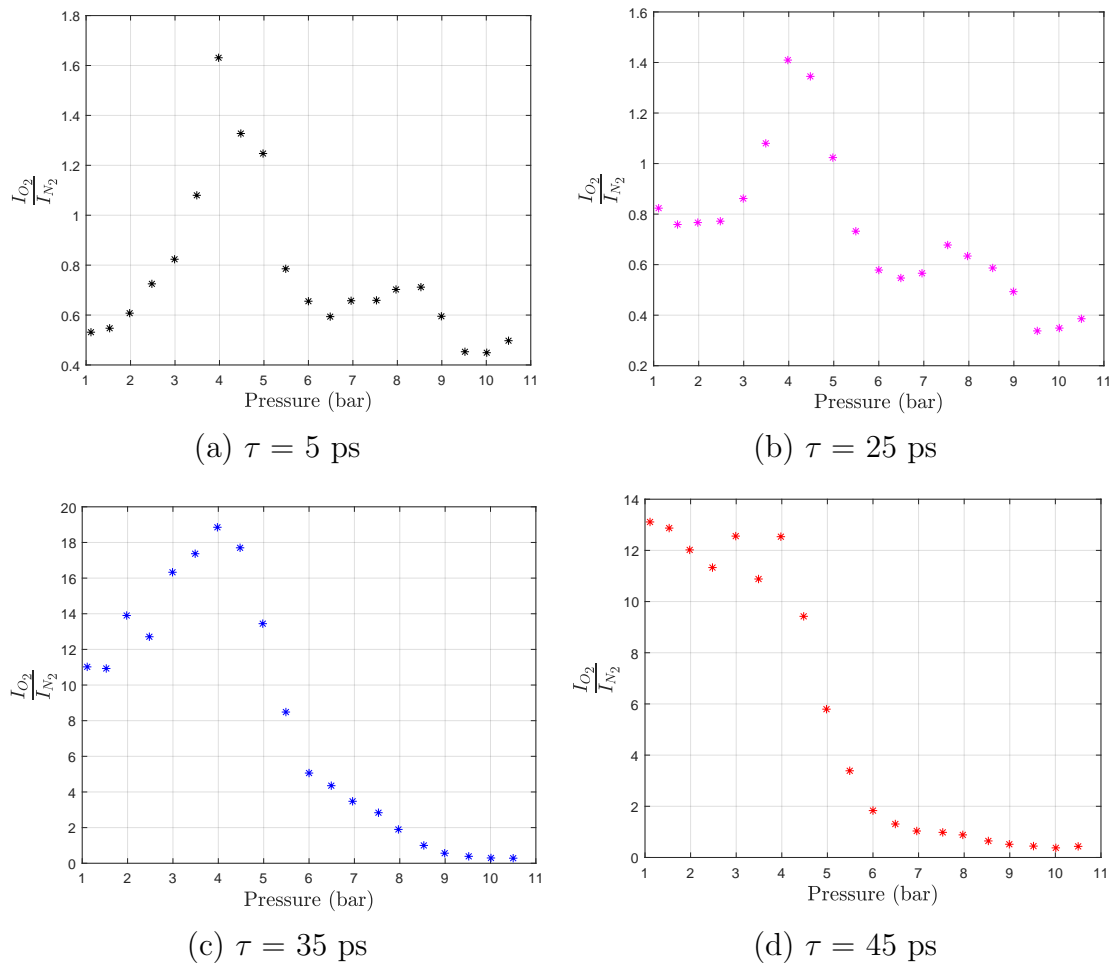 1.8
1.6
1.4
1.2
1
0.8
0.6
0.4
I_{O_2}
I_{N_2}
1 2 3 4 5 6 7 8 9 10 11
Pressure (bar)
(a) τ = 5 ps
1.6
1.4
1.2
1
0.8
0.6
0.4
0.2
I_{O_2}
I_{N_2}
1 2 3 4 5 6 7 8 9 10 11
Pressure (bar)
(b) τ = 25 ps
20
18
16
14
12
10
8
6
4
2
0
I_{O_2}
I_{N_2}
1 2 3 4 5 6 7 8 9 10 11
Pressure (bar)
(c) τ = 35 ps
14
12
10
8
6
4
2
0
I_{O_2}
I_{N_2}
1 2 3 4 5 6 7 8 9 10 11
Pressure (bar)
(d) τ = 45 ps